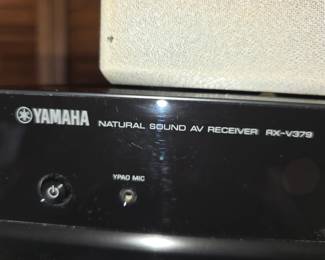 YAMAHA NATURAL SOUND AV RECEIVER RX-V379
YPAO MIC